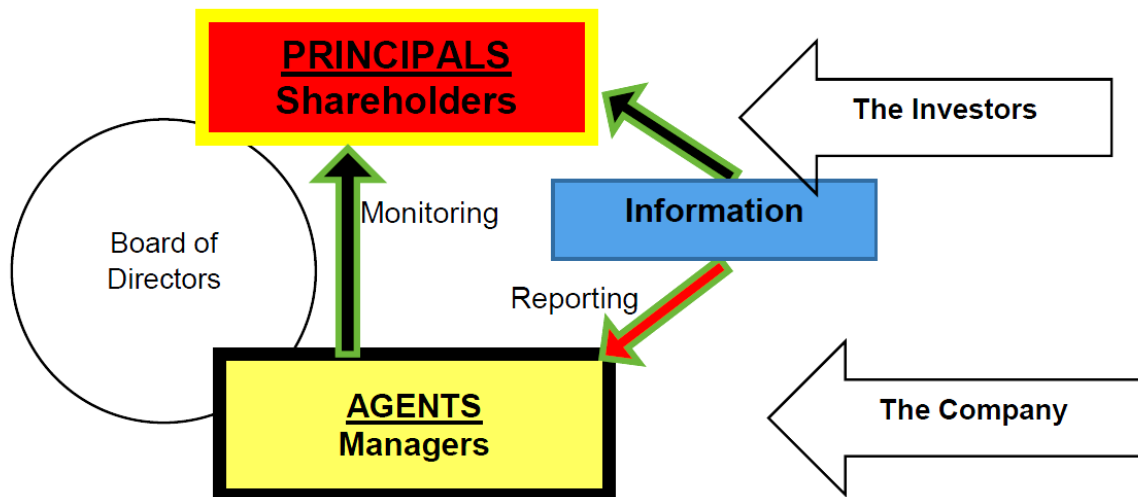 PRINCIPALS
Shareholders
The Investors
Monitoring
Information
Board of
Directors
Reporting
AGENTS
Managers
The Company